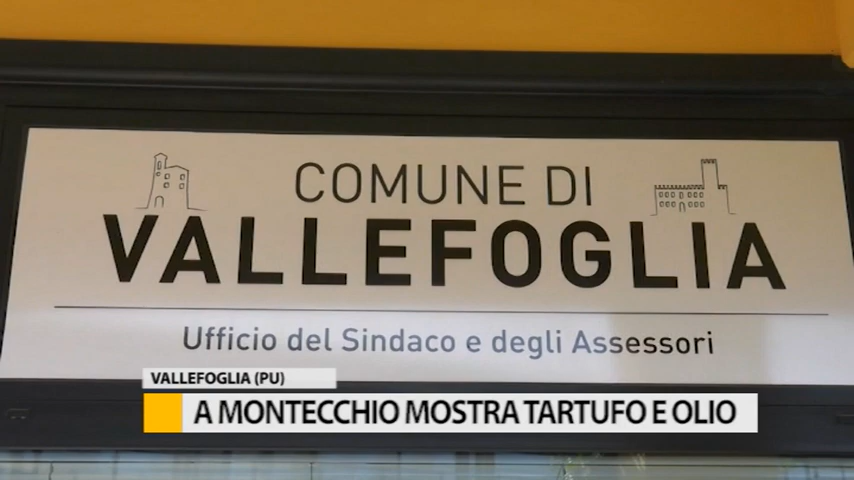 COMUNE DI
VALLEFOGLIA
Ufficio del Sindaco e degli Assessori
VALLEFOGLIA (PU)
A MONTECCHIO MOSTRA TARTUFO E OLIO